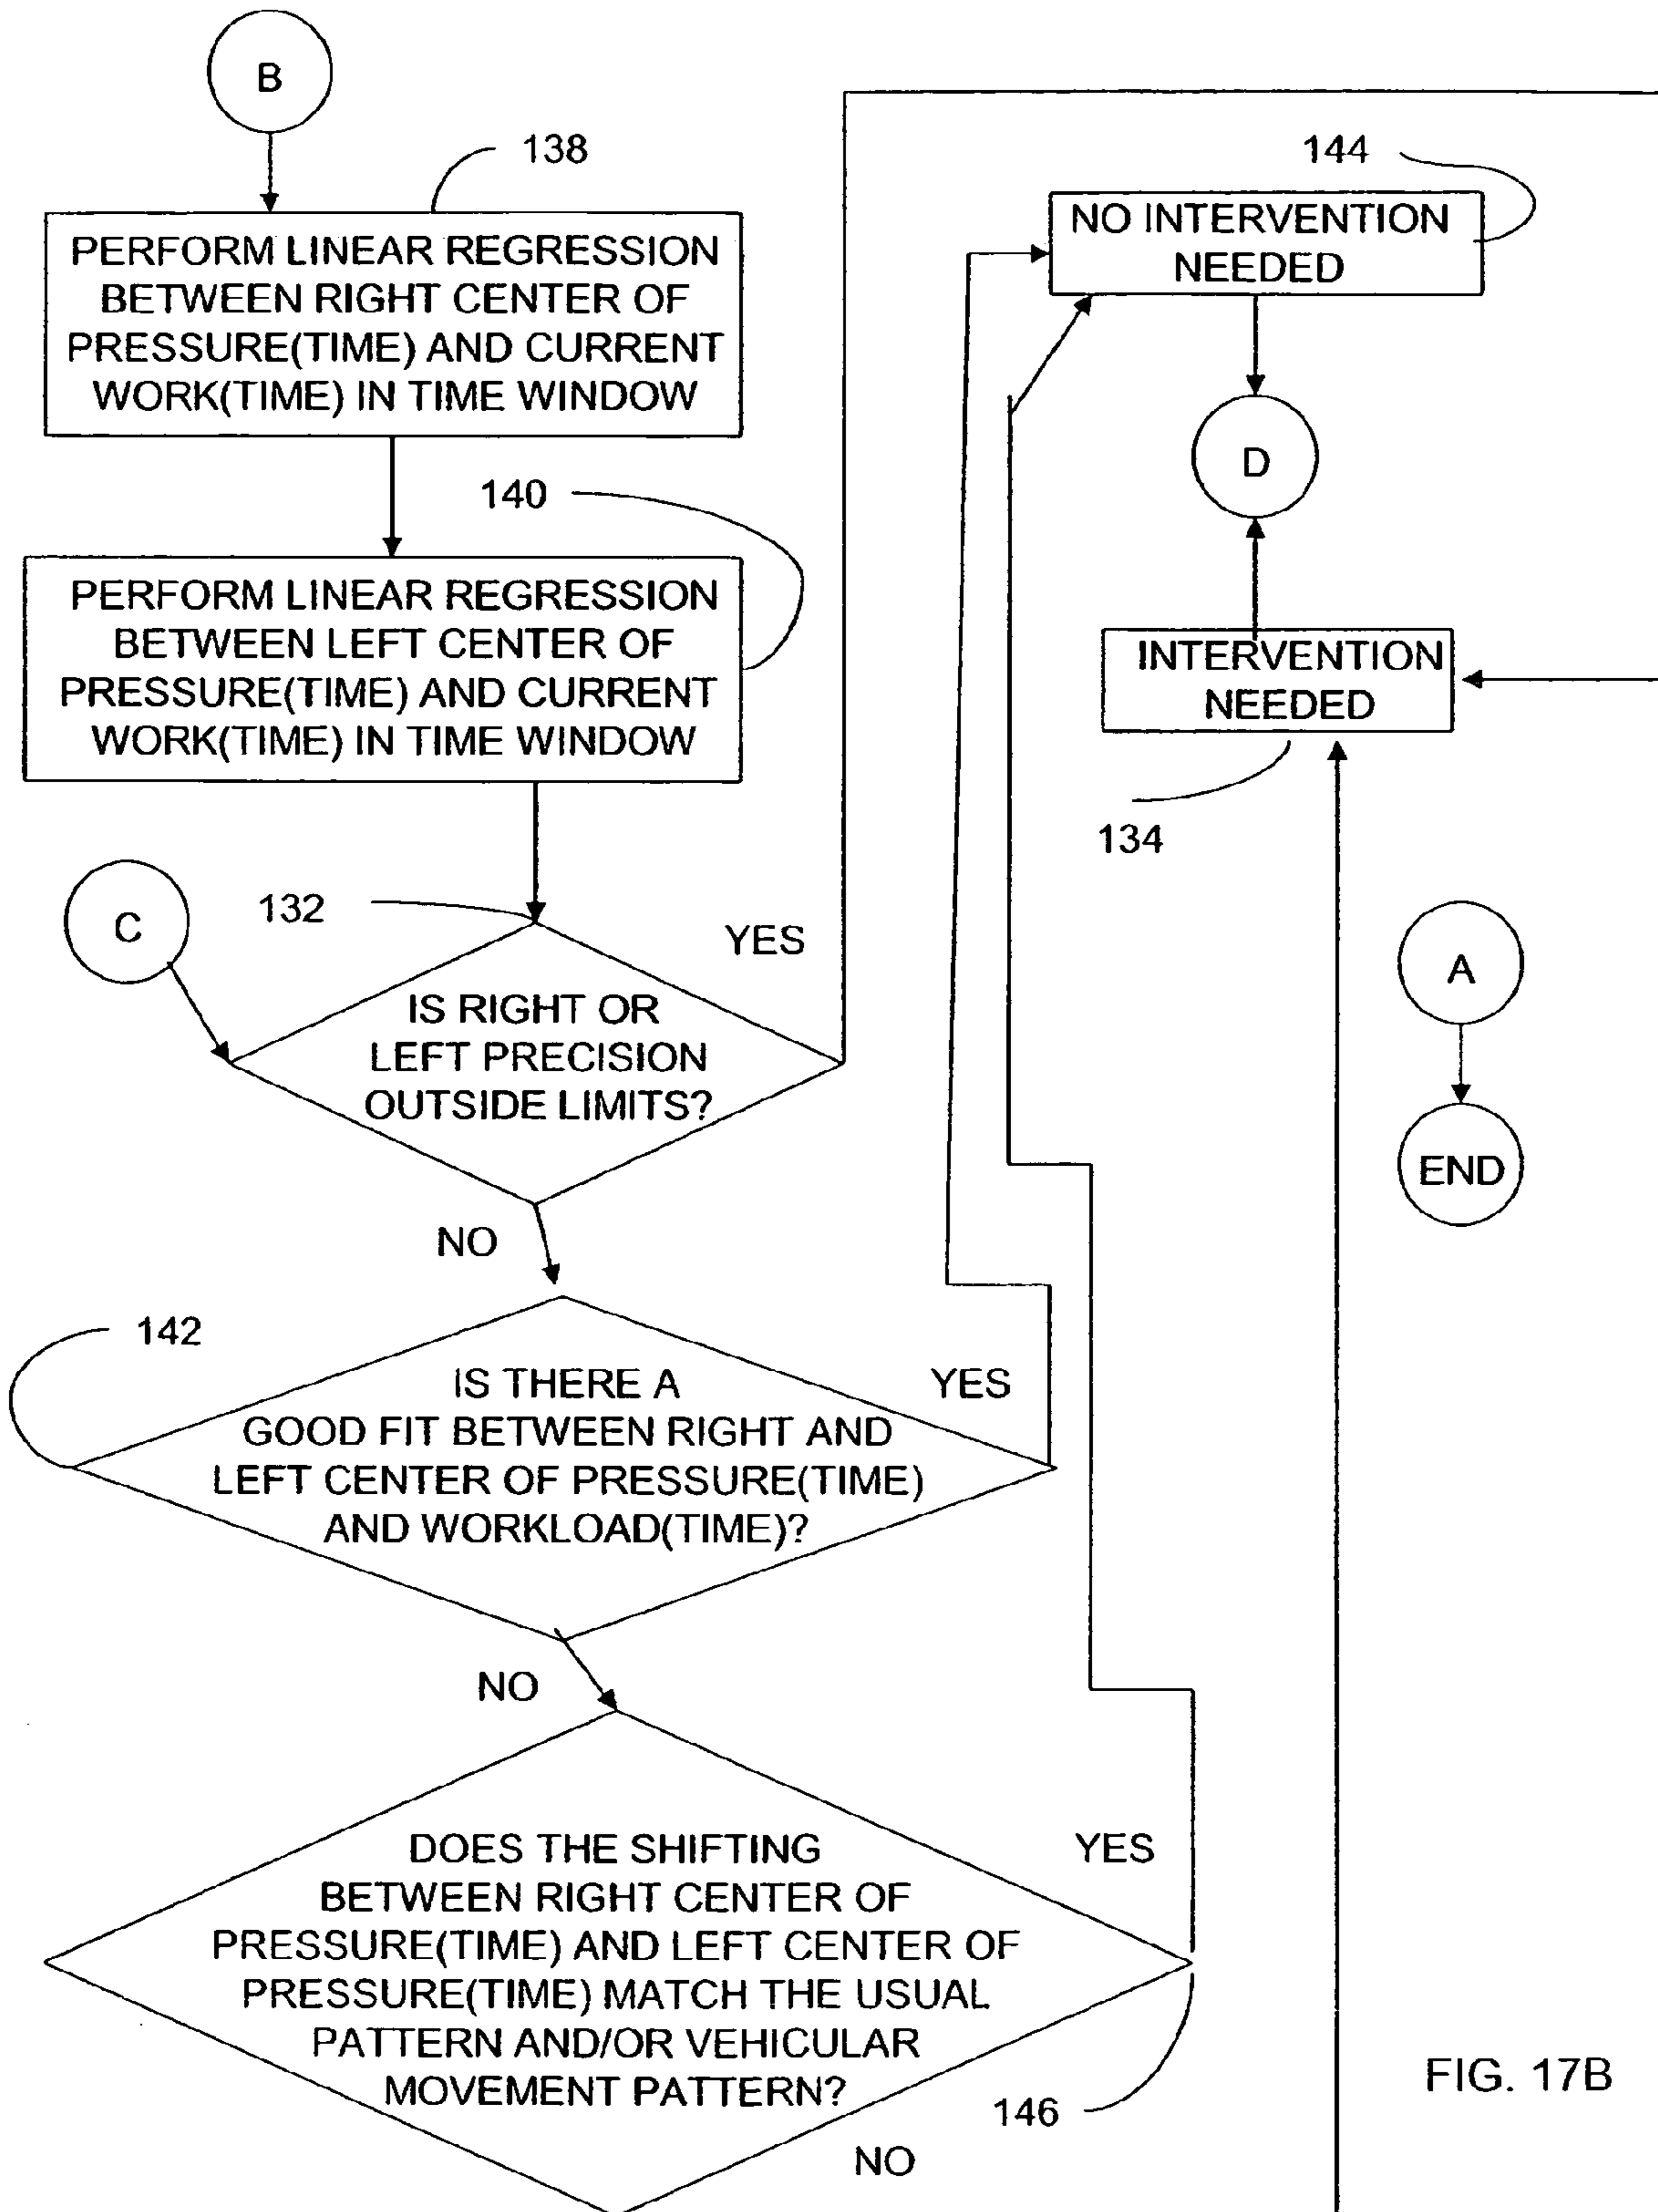 B
138
PERFORM LINEAR REGRESSION
BETWEEN RIGHT CENTER OF
PRESSURE(TIME) AND CURRENT
WORK(TIME) IN TIME WINDOW
140
PERFORM LINEAR REGRESSION
BETWEEN LEFT CENTER OF
PRESSURE(TIME) AND CURRENT
WORK(TIME) IN TIME WINDOW
C
132
YES
IS RIGHT OR
LEFT PRECISION
OUTSIDE LIMITS?
NO
142
YES
IS THERE A
GOOD FIT BETWEEN RIGHT AND
LEFT CENTER OF PRESSURE(TIME)
AND WORKLOAD(TIME)?
NO
YES
DOES THE SHIFTING
BETWEEN RIGHT CENTER OF
PRESSURE(TIME) AND LEFT CENTER OF
PRESSURE(TIME) MATCH THE USUAL
PATTERN AND/OR VEHICULAR
MOVEMENT PATTERN?
146
NO
144
NO INTERVENTION
NEEDED
D
INTERVENTION
NEEDED
134
A
END
FIG. 17B